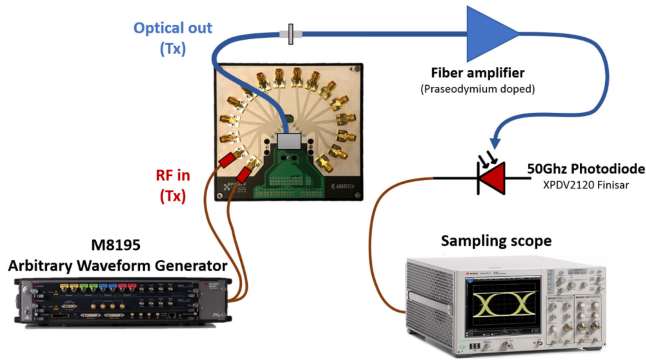 Optical out
(Tx)
Fiber amplifier
(Praseodymium doped)
RF in
(Tx)
50Ghz Photodiode
XPDV2120 Finisar
M8195
Arbitrary Waveform Generator
Sampling scope